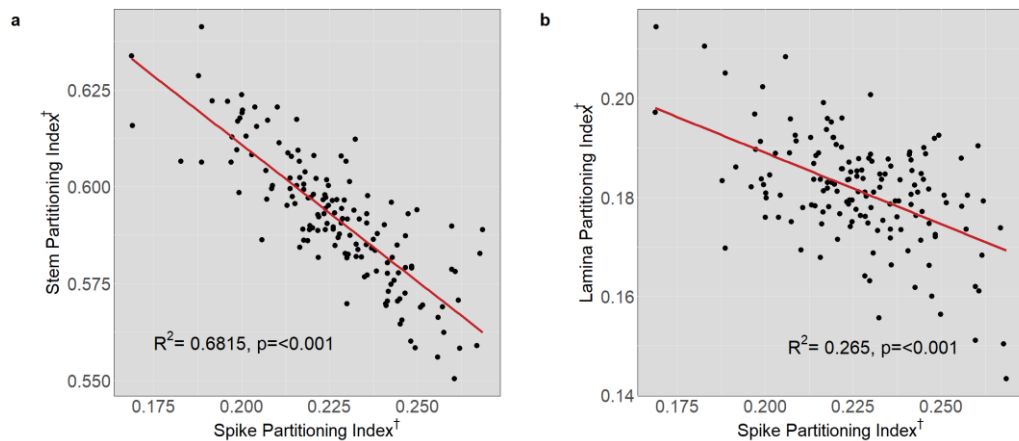 a
Stem Partitioning Index†
0.625
0.600
0.575
0.550
R²= 0.6815, p=<0.001
0.175 0.200 0.225 0.250
Spike Partitioning Index†
b
Lamina Partitioning Index†
0.20
0.18
0.16
0.14
R²= 0.265, p=<0.001
0.175 0.200 0.225 0.250
Spike Partitioning Index†